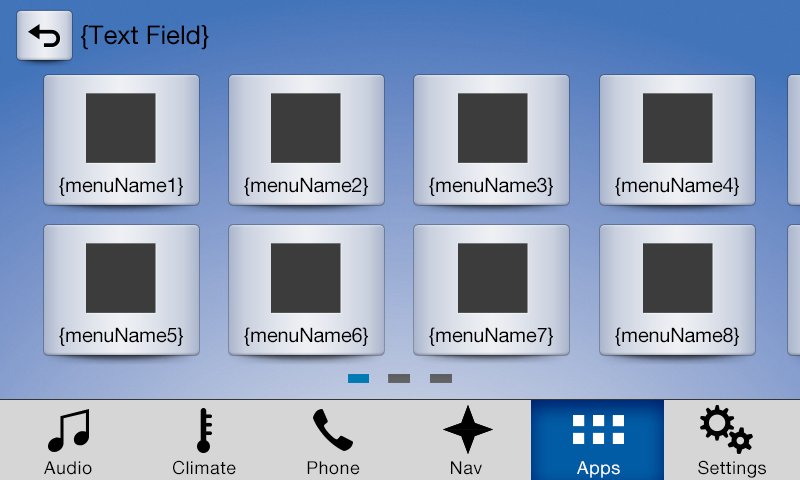 {Text Field}
{menuName1} {menuName2} {menuName3} {menuName4}
{menuName5} {menuName6} {menuName7} {menuName8}
Audio Climate Phone Nav Apps Settings